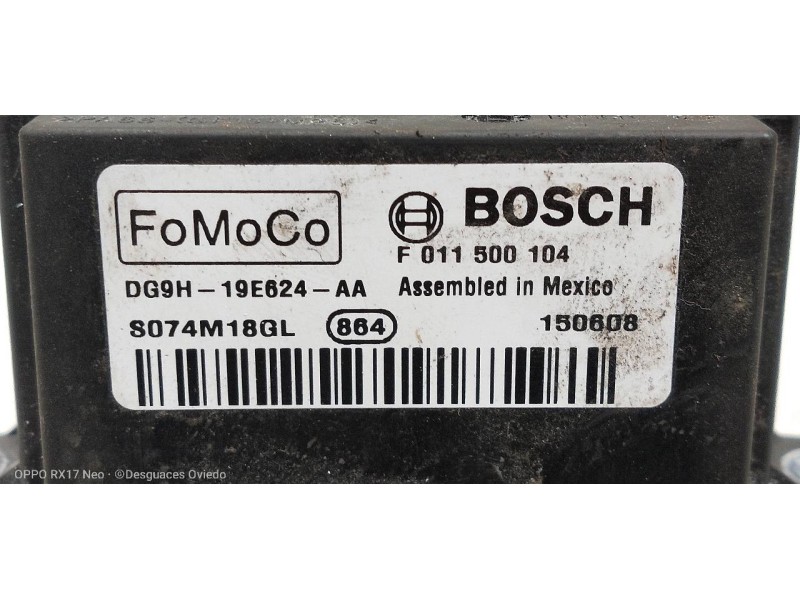 FoMoCo
BOSCH
F 011 500 104
DG9H-19E624-AA
Assembled in Mexico
S074M18GL
864
150608
OPPO RX17 Neo · ©Desguaces Oviedo